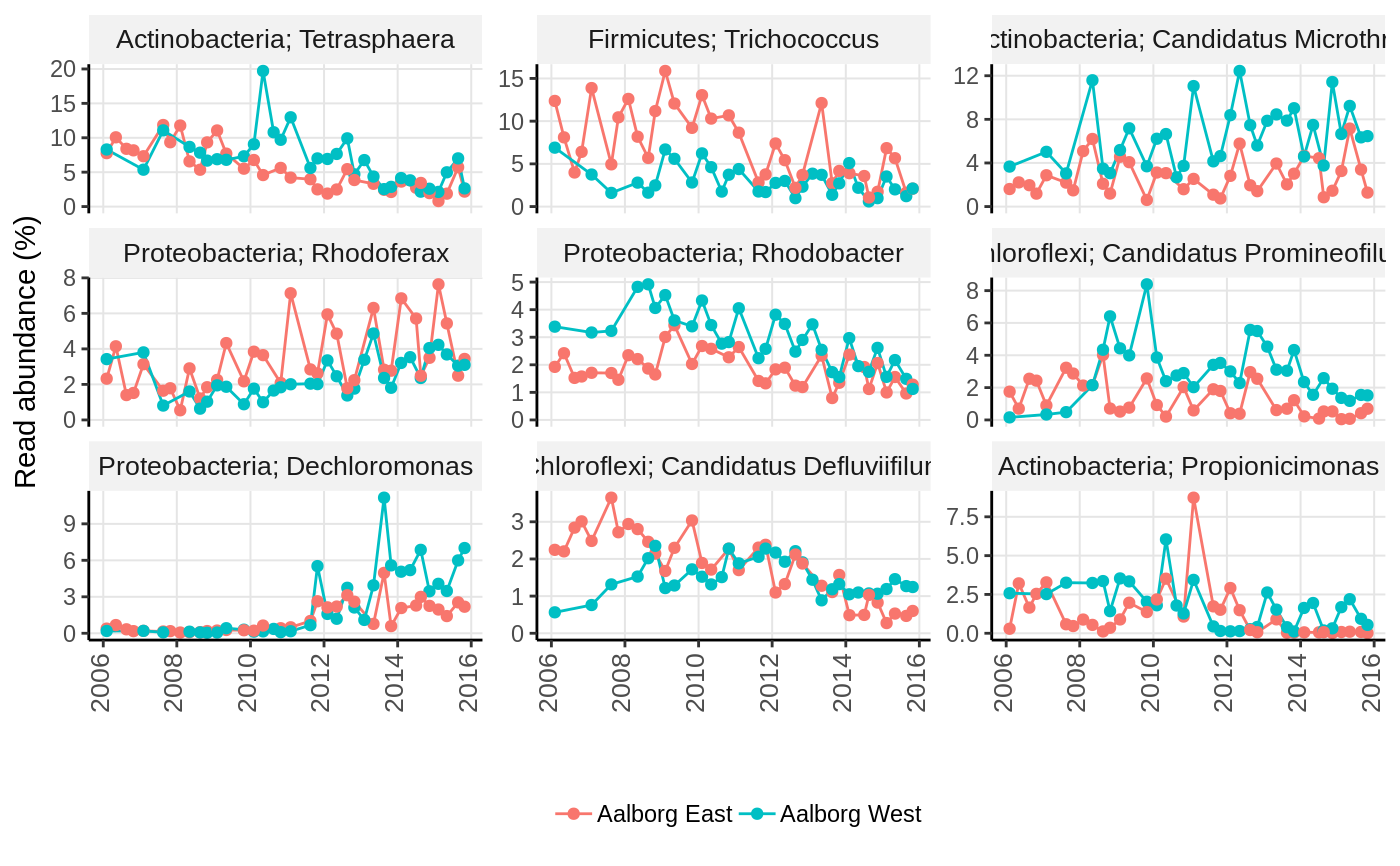 Actinobacteria; Tetrasphaera
Firmicutes; Trichococcus
ctinobacteria; Candidatus Microthr
20
15
10
5
0
15
10
5
0
12
8
4
0
Proteobacteria; Rhodoferax
Proteobacteria; Rhodobacter
hloroflexi; Candidatus Promineofilu
8
6
4
2
0
5
4
3
2
1
0
8
6
4
2
0
Read abundance (%)
Proteobacteria; Dechloromonas
Chloroflexi; Candidatus Defluviifilum
Actinobacteria; Propionicimonas
9
6
3
0
3
2
1
0
7.5
5.0
2.5
0.0
2006 2008 2010 2012 2014 2016
2006 2008 2010 2012 2014 2016
2006 2008 2010 2012 2014 2016
Aalborg East Aalborg West